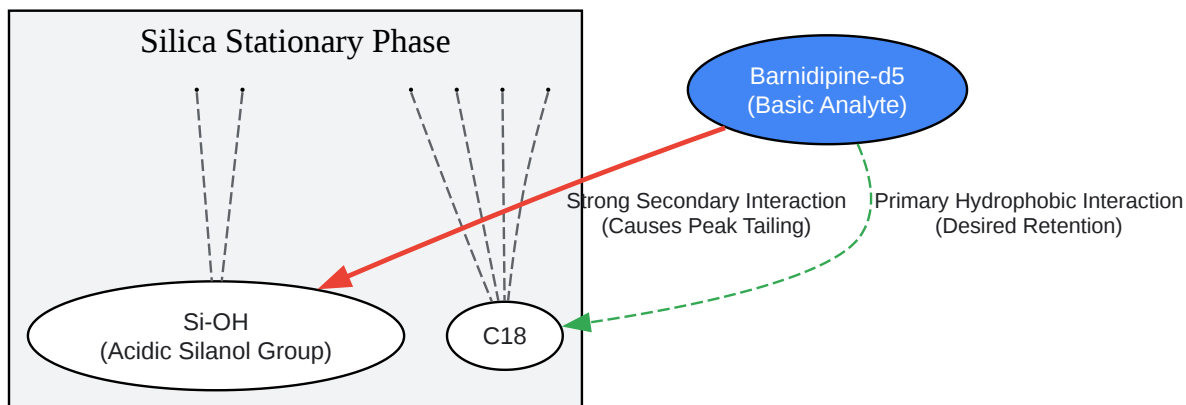 Silica Stationary Phase
Barnidipine-d5
(Basic Analyte)
Strong Secondary Interaction
(Causes Peak Tailing)
Primary Hydrophobic Interaction
(Desired Retention)
Si-OH
(Acidic Silanol Group)
C18